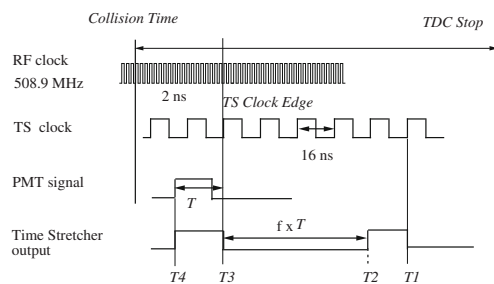 Collision Time
TDC Stop
RF clock
508.9 MHz
2 ns
TS Clock Edge
TS clock
16 ns
PMT signal
T
Time Stretcher
output
f x T
T4 T3 T2 T1